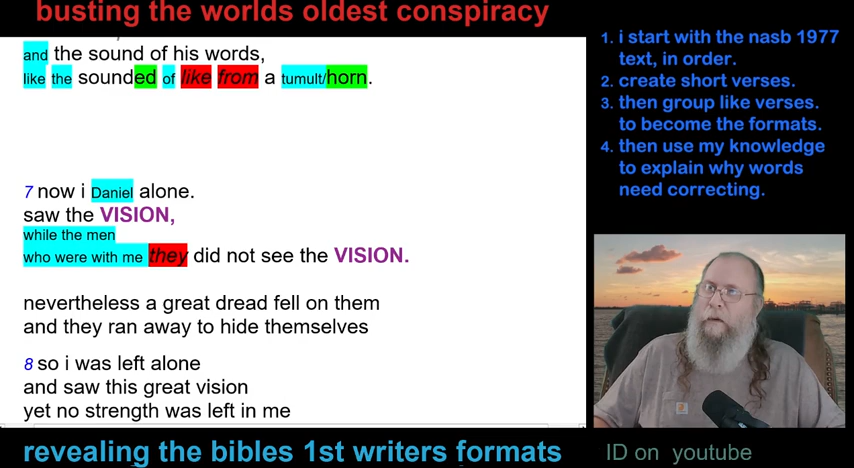 busting the worlds oldest conspiracy
and the sound of his words,
like the sounded of like from a tumult/horn.
7 now i Daniel alone.
saw the VISION,
while the men
who were with me they did not see the VISION.
nevertheless a great dread fell on them
and they ran away to hide themselves
8 so i was left alone
and saw this great vision
yet no strength was left in me
revealing the bibles 1st writers formats
1. i start with the nasb 1977
text, in order.
2. create short verses.
3. then group like verses.
to become the formats.
4. then use my knowledge
to explain why words
need correcting.
ID on youtube